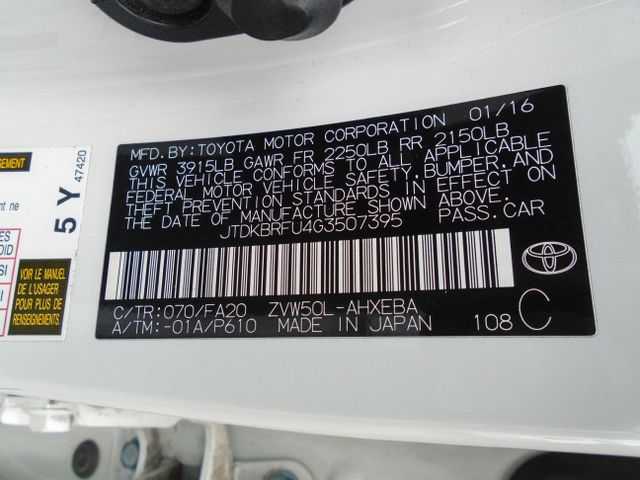 MFD. BY: TOYOTA MOTOR CORPORATION 01/16
GVWR 3915LB GAWR FR 2250LB RR 2150LB
THIS VEHICLE CONFORMS TO ALL APPLICABLE
FEDERAL MOTOR VEHICLE SAFETY, BUMPER, AND
THEFT PREVENTION STANDARDS IN EFFECT ON
THE DATE OF MANUFACTURE SHOWN ABOVE.
JTDKBRFU4G3507395 PASS. CAR
C/TR: 070/FA20 ZVW50L-AHXEBA
A/TM: -01A/P610 MADE IN JAPAN 108 C
5 Y 47420
VOIR LE MANUEL
DE L'USAGER
POUR PLUS